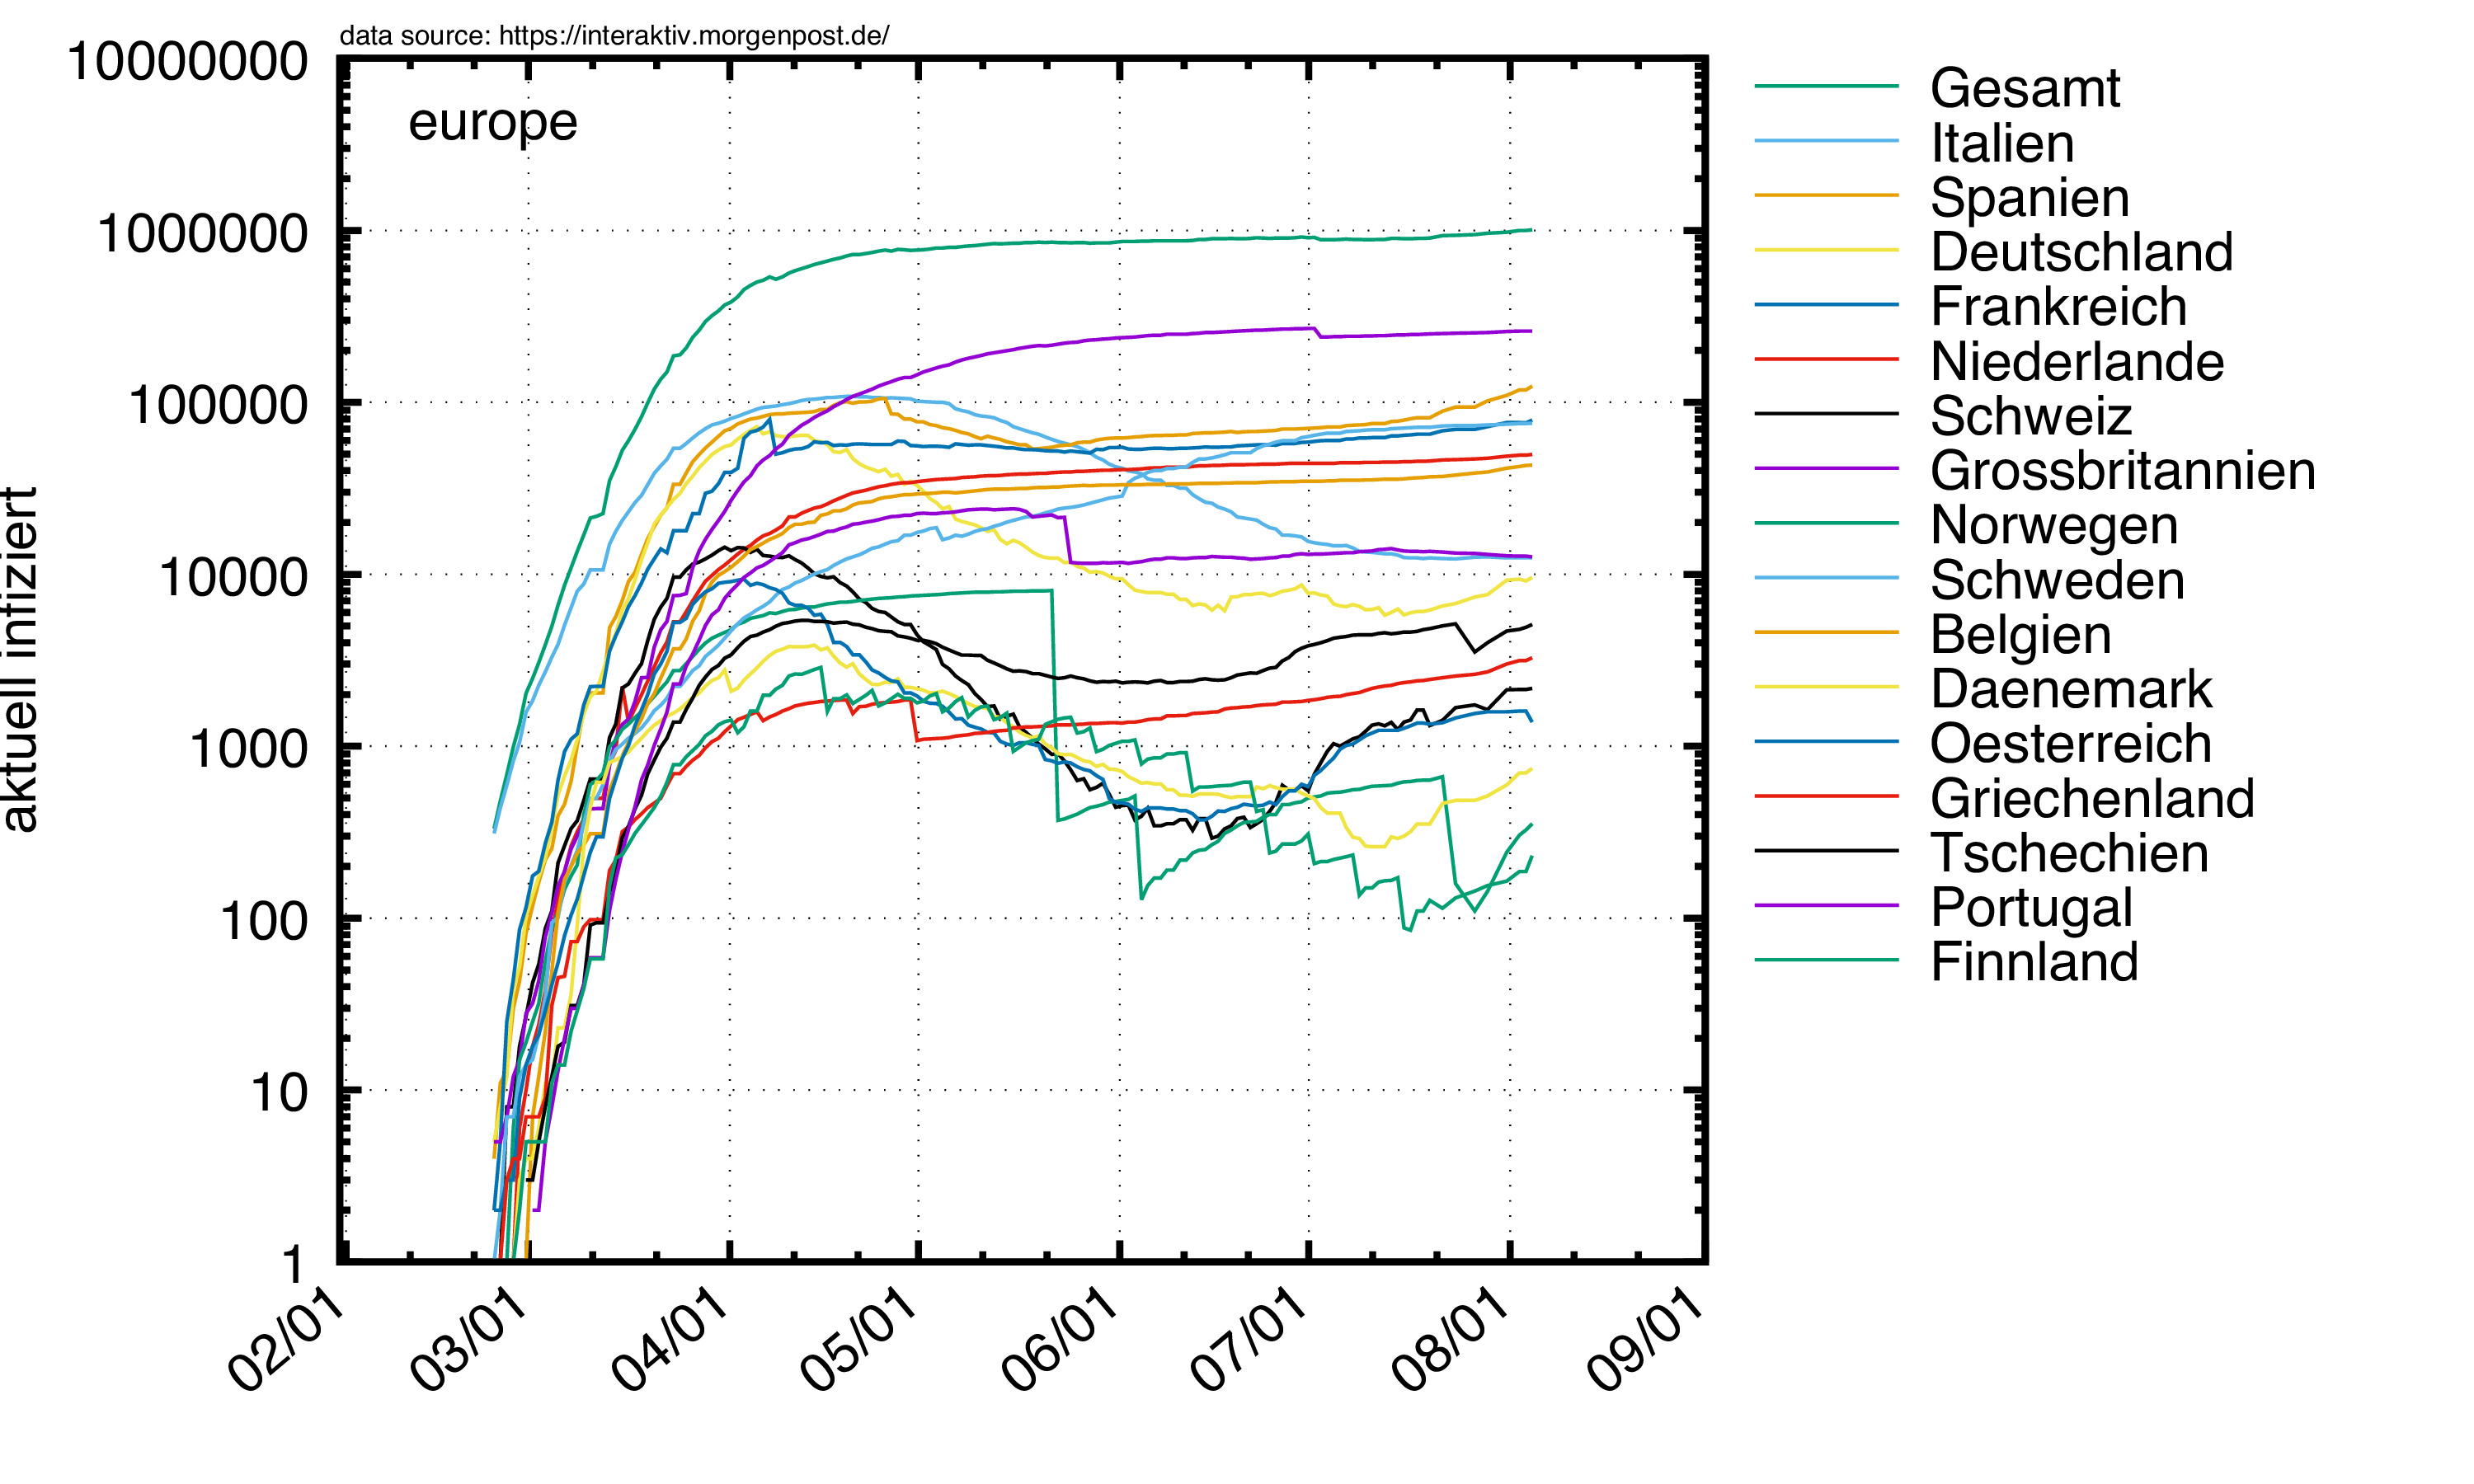 data source: https://interaktiv.morgenpost.de/
europe
aktuell infiziert
10000000
1000000
100000
10000
1000
100
10
1
02/01
03/01
04/01
05/01
06/01
07/01
08/01
09/01
Gesamt
Italien
Spanien
Deutschland
Frankreich
Niederlande
Schweiz
Grossbritannien
Norwegen
Schweden
Belgien
Daenemark
Oesterreich
Griechenland
Tschechien
Portugal
Finnland